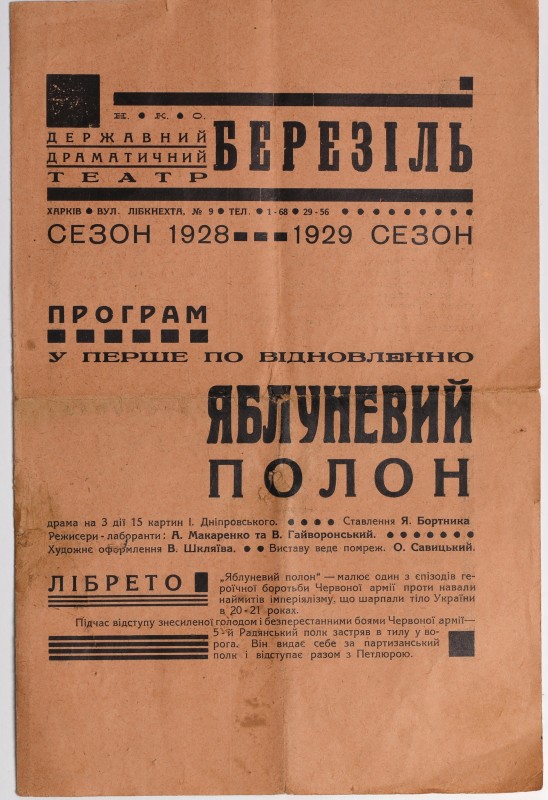 Н. К. О.
ДЕРЖАВНИЙ
ДРАМАТИЧНИЙ
ТЕАТР
БЕРЕЗІЛЬ
ХАРКІВ ● ВУЛ. ЛІБКНЕХТА, № 9 ● ТЕЛ. ● 1-68 ● 29-56
СЕЗОН 1928 --- 1929 СЕЗОН
ПРОГРАМ
У ПЕРШЕ ПО ВІДНОВЛЕННЮ
ЯБЛУНЕВИЙ
ПОЛОН
драма на 3 дії 15 картин І. Дніпровського. ● ● ● ● Ставлення Я. Бортника
Режисери-лаборанти: А. Макаренко та В. Гайворонський.
Художнє оформлення В. Шкляїва. ● ● Виставу веде помреж. О. Савицький.
ЛІБРЕТО
„Яблуневий полон" — малює один з епізодів ге-
роїчної боротьби Червоної армії проти навали
наймитів імперіялізму, що шарпали тіло України
в 20-21 роках.
Підчас відступу знесиленої голодом і безперестанними боями Червоної армії—
5-й Радянський полк застряв в тилу у во-
рога. Він видає себе за партизанський
полк і відступає разом з Петлюрою.